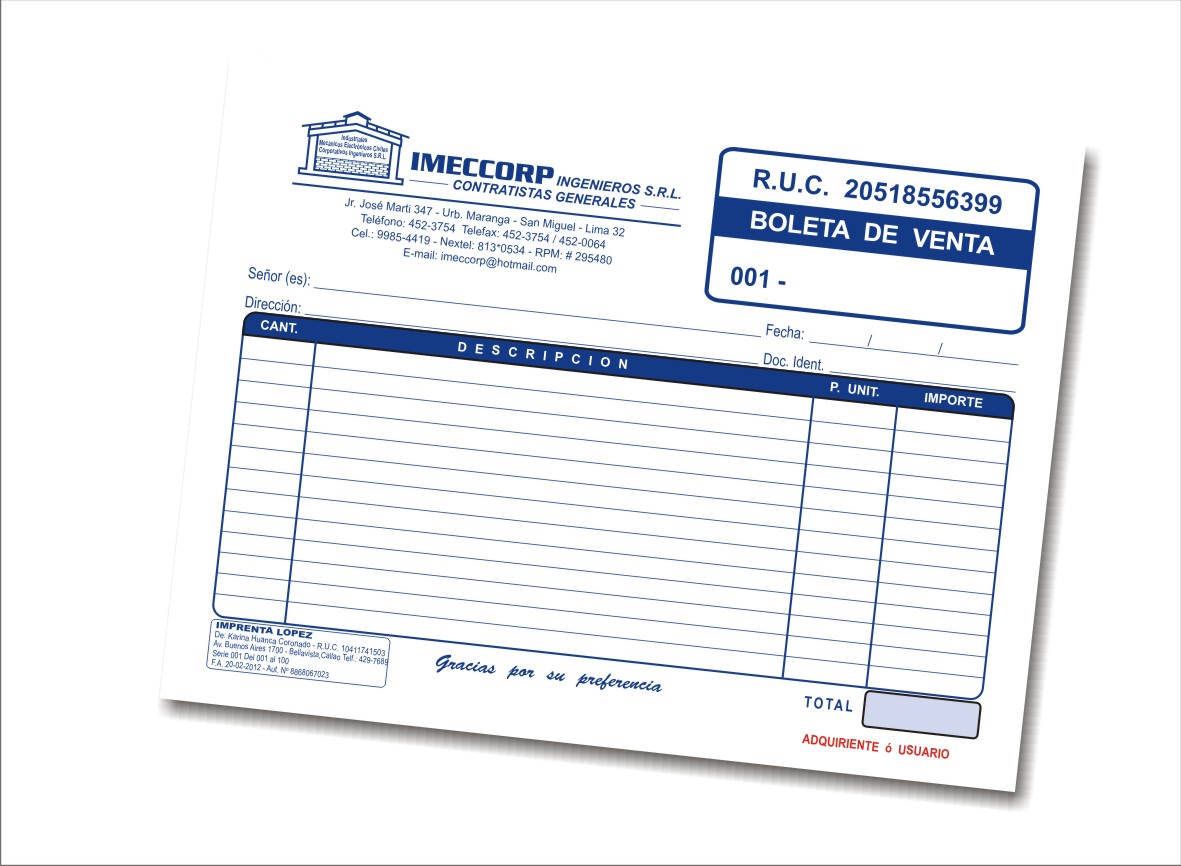 Industriales
Mecánicos Electrónicos Civiles
Corporativos Ingenieros S.R.L.
IMECCORP INGENIEROS S.R.L.
CONTRATISTAS GENERALES
Jr. José Marti 347 - Urb. Maranga - San Miguel - Lima 32
Teléfono: 452-3754 Telefax: 452-3754 / 452-0064
Cel.: 9985-4419 - Nextel: 813*0534 - RPM: # 295480
E-mail: imeccorp@hotmail.com
R.U.C. 20518556399
BOLETA DE VENTA
001 -
Señor (es):
Fecha: / /
Dirección:
Doc. Ident.
CANT. DESCRIPCION P. UNIT. IMPORTE
IMPRENTA LOPEZ
De: Karina Huanca Coronado - R.U.C. 10411741503
Av. Buenos Aires 1700 - Bellavista,Callao Telf.: 429-7689
Serie 001 Del 001 al 100
F.A. 20-02-2012 - Aut. Nº 8868067023
Gracias por su preferencia
TOTAL
ADQUIRIENTE ó USUARIO